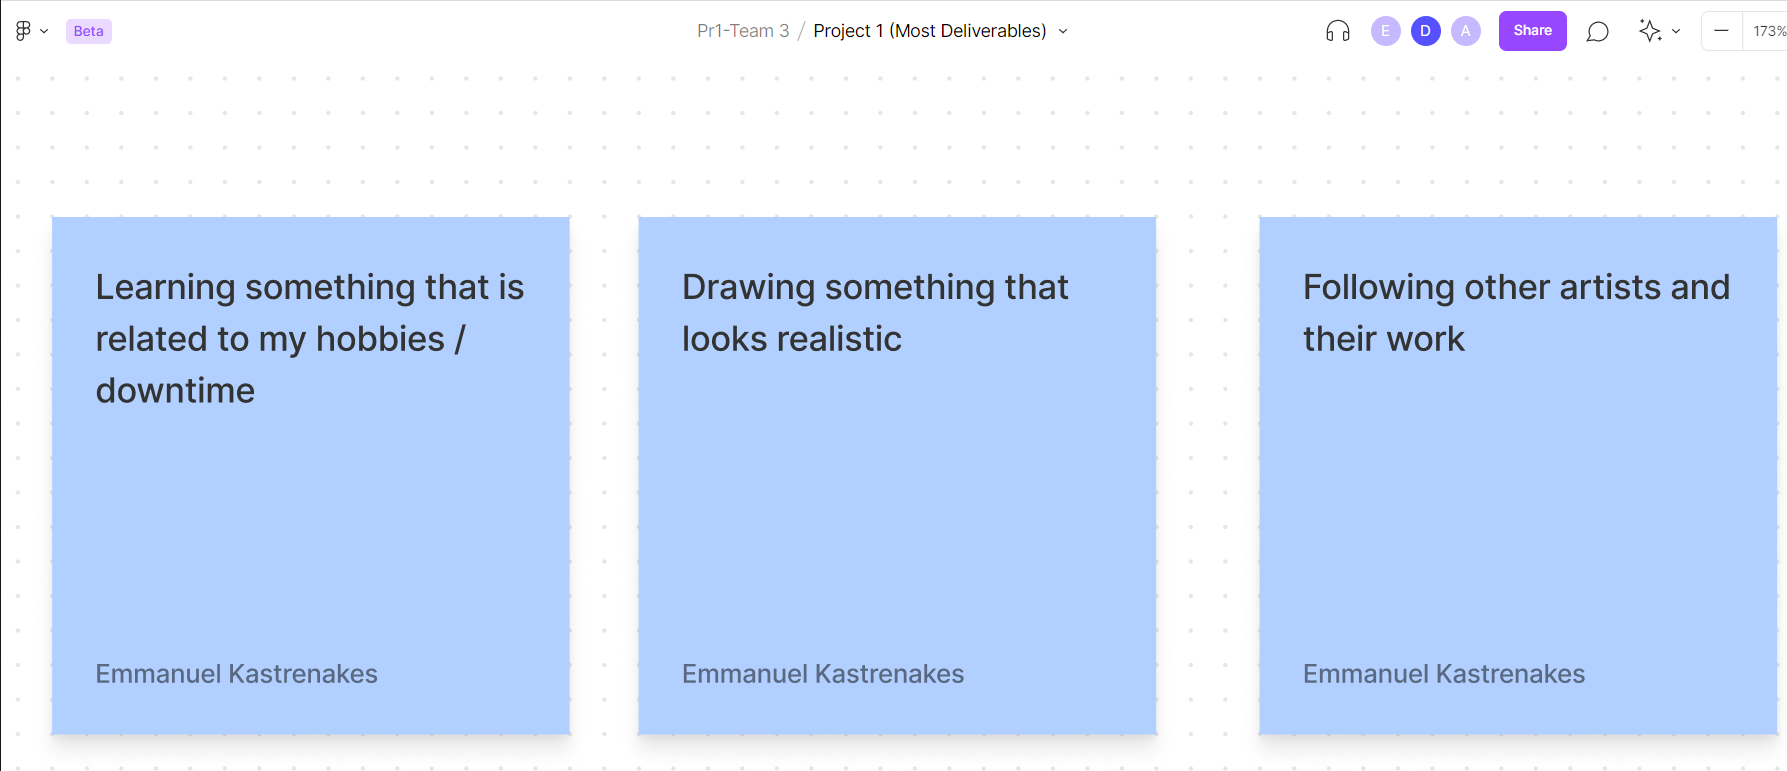 Beta
Pr1-Team 3 / Project 1 (Most Deliverables)
E D A
Share
173%
Learning something that is
related to my hobbies /
downtime
Emmanuel Kastrenakes
Drawing something that
looks realistic
Emmanuel Kastrenakes
Following other artists and
their work
Emmanuel Kastrenakes